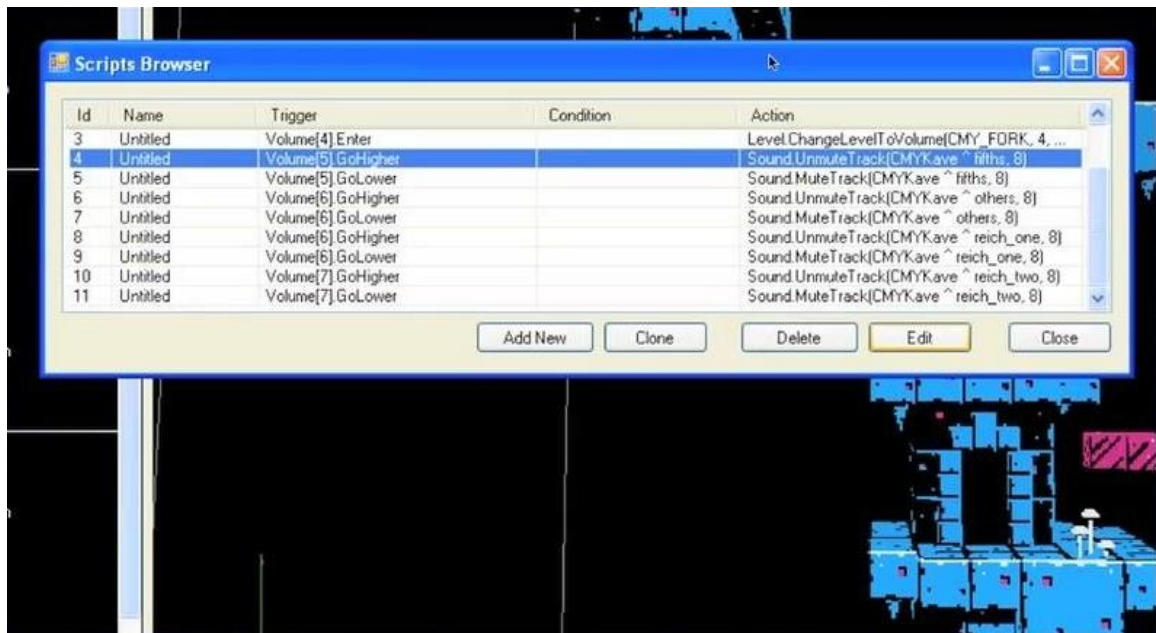 Scripts Browser
Id Name Trigger Condition Action
3 Untitled Volume[4].Enter Level.ChangeLevelToVolume(CMY_FORK, 4, ...
4 Untitled Volume[5].GoHigher Sound.UnmuteTrack(CMYKave ^ fifths, 8)
5 Untitled Volume[5].GoLower Sound.MuteTrack(CMYKave ^ fifths, 8)
6 Untitled Volume[6].GoHigher Sound.UnmuteTrack(CMYKave ^ others, 8)
7 Untitled Volume[6].GoLower Sound.MuteTrack(CMYKave ^ others, 8)
8 Untitled Volume[6].GoHigher Sound.UnmuteTrack(CMYKave ^ reich_one, 8)
9 Untitled Volume[6].GoLower Sound.MuteTrack(CMYKave ^ reich_one, 8)
10 Untitled Volume[7].GoHigher Sound.UnmuteTrack(CMYKave ^ reich_two, 8)
11 Untitled Volume[7].GoLower Sound.MuteTrack(CMYKave ^ reich_two, 8)
Add New Clone Delete Edit Close